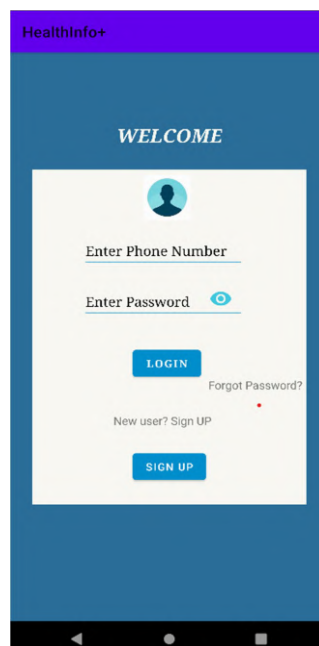 HealthInfo+
WELCOME
Enter Phone Number
Enter Password
LOGIN
Forgot Password?
New user? Sign UP
SIGN UP